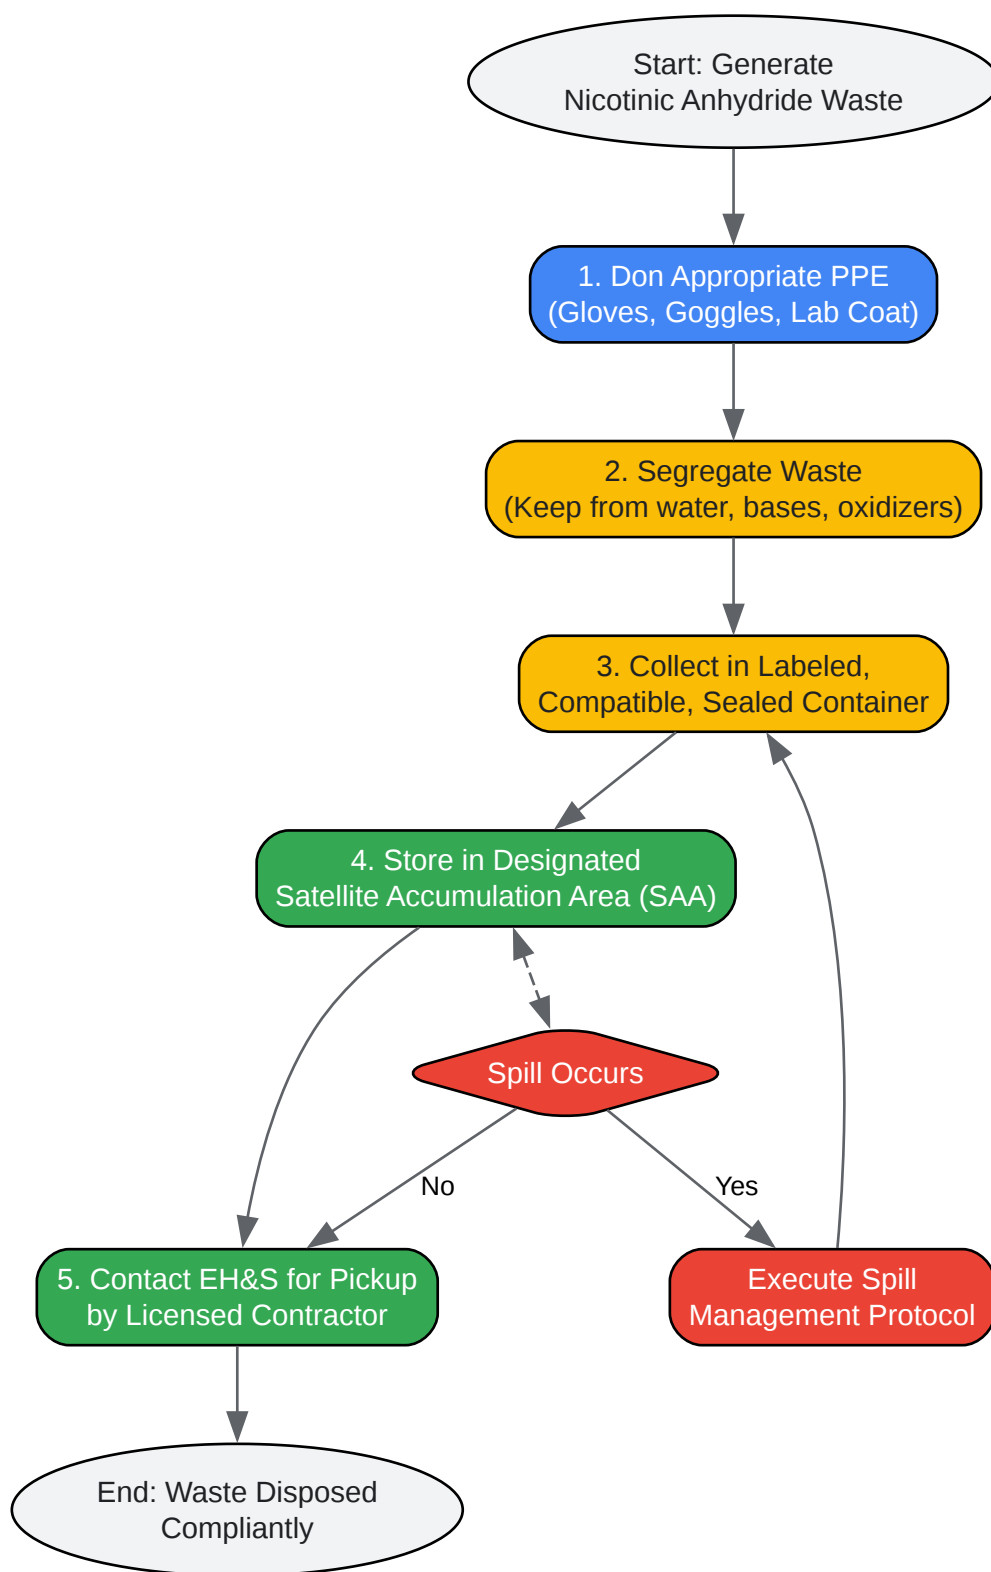 Start: Generate
Nicotinic Anhydride Waste
1. Don Appropriate PPE
(Gloves, Goggles, Lab Coat)
2. Segregate Waste
(Keep from water, bases, oxidizers)
3. Collect in Labeled,
Compatible, Sealed Container
4. Store in Designated
Satellite Accumulation Area (SAA)
Spill Occurs
No
Yes
5. Contact EH&S for Pickup
by Licensed Contractor
Execute Spill
Management Protocol
End: Waste Disposed
Compliantly